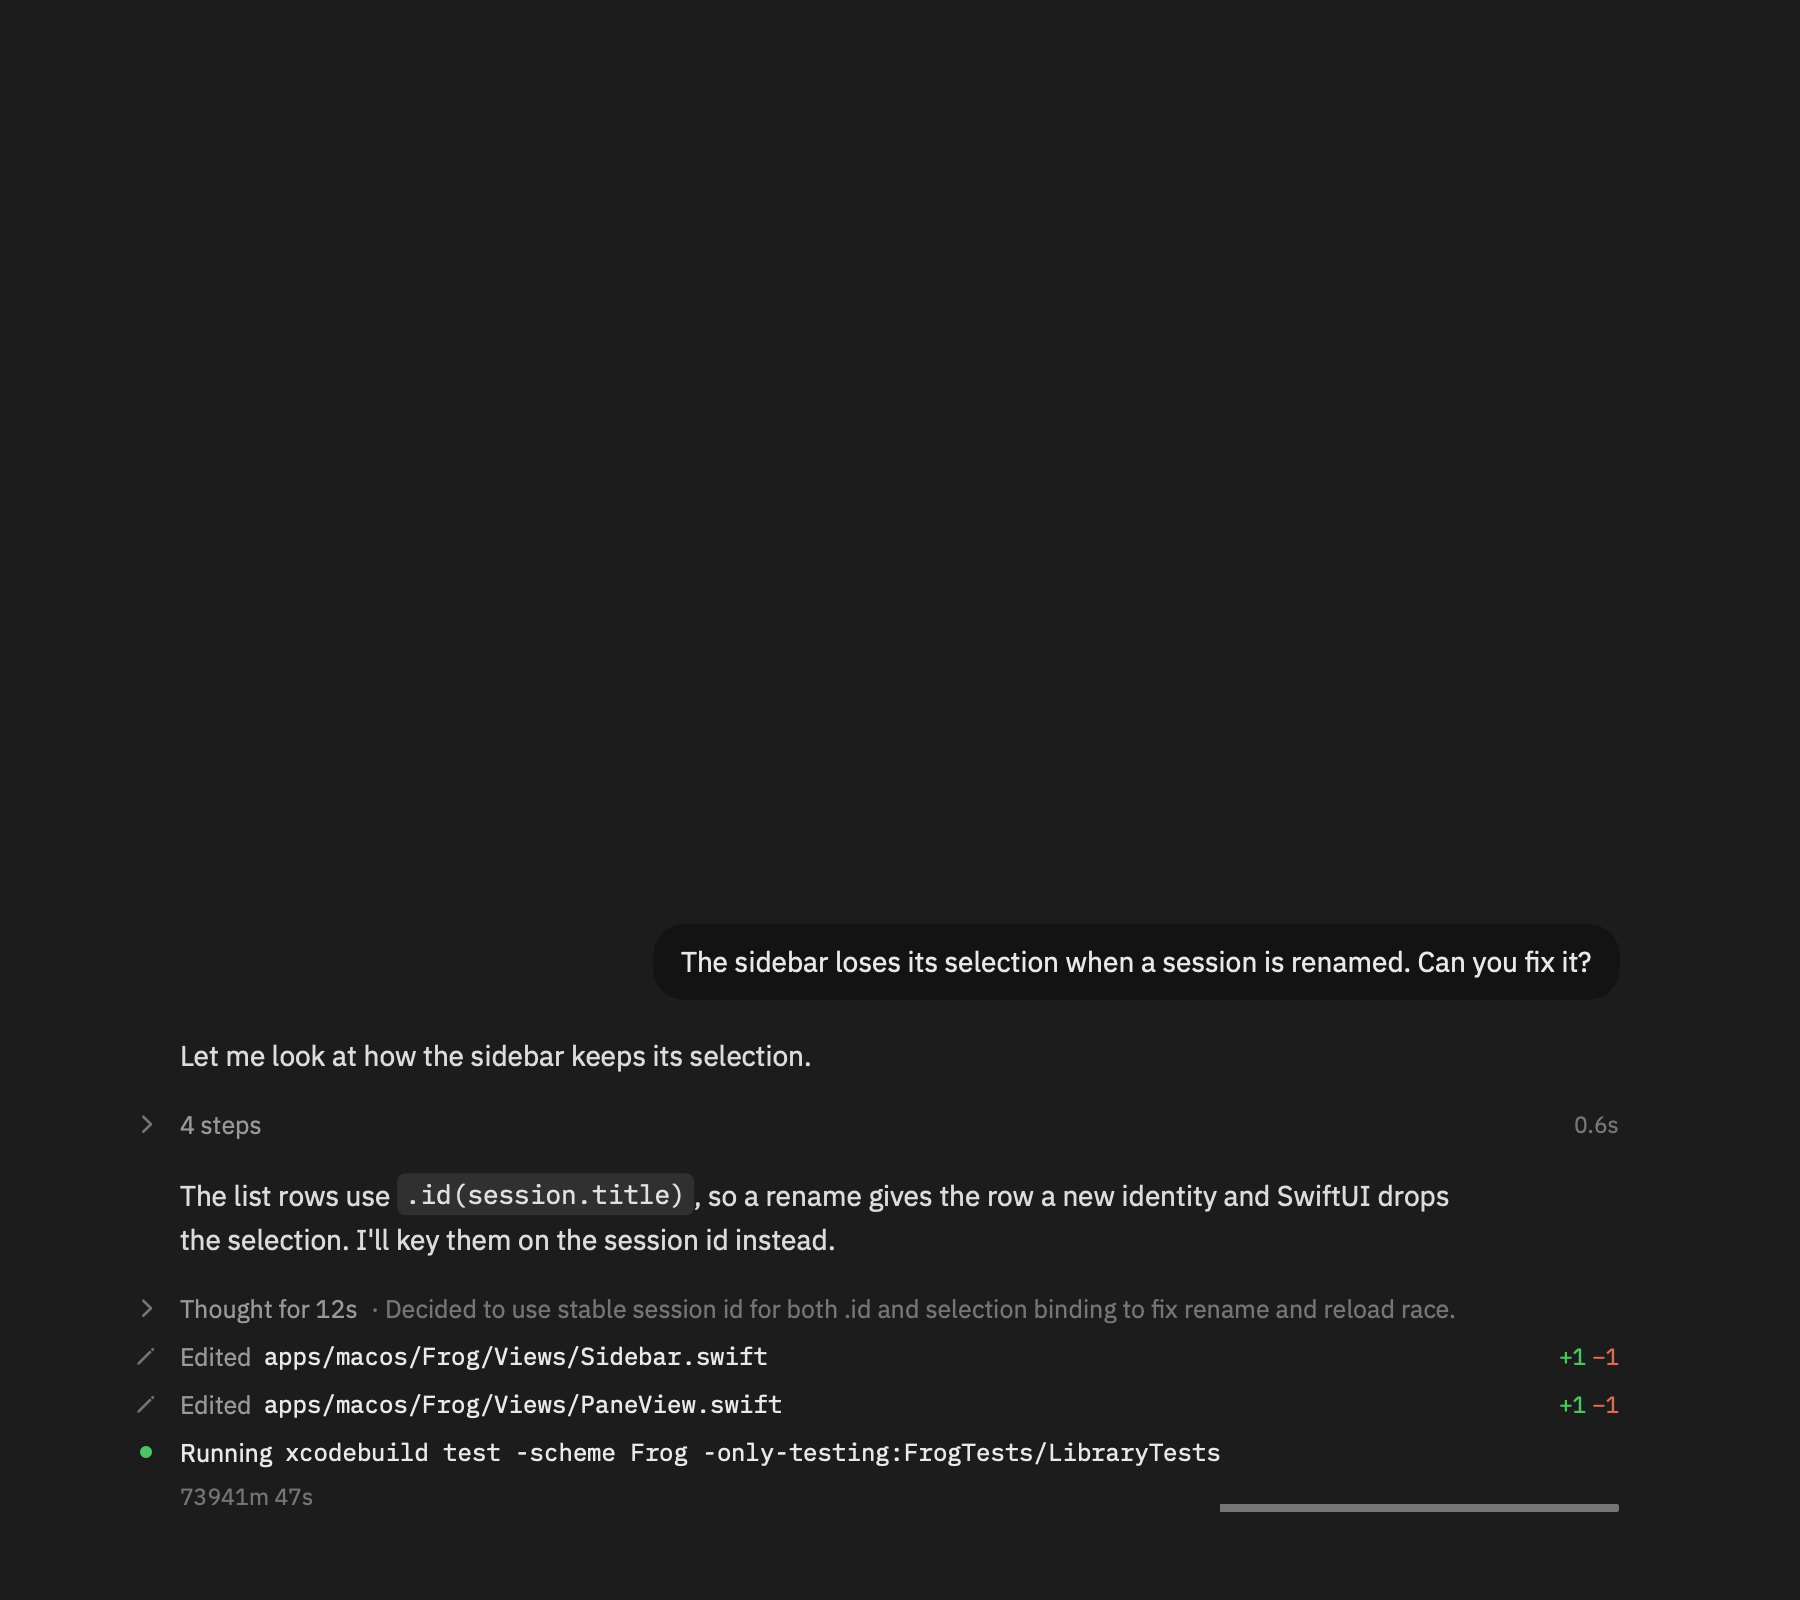 The sidebar loses its selection when a session is renamed. Can you fix it?
Let me look at how the sidebar keeps its selection.
4 steps 0.6s
The list rows use .id(session.title), so a rename gives the row a new identity and SwiftUI drops
the selection. I'll key them on the session id instead.
Thought for 12s · Decided to use stable session id for both .id and selection binding to fix rename and reload race.
Edited apps/macos/Frog/Views/Sidebar.swift +1 −1
Edited apps/macos/Frog/Views/PaneView.swift +1 −1
Running xcodebuild test -scheme Frog -only-testing:FrogTests/LibraryTests
73941m 47s